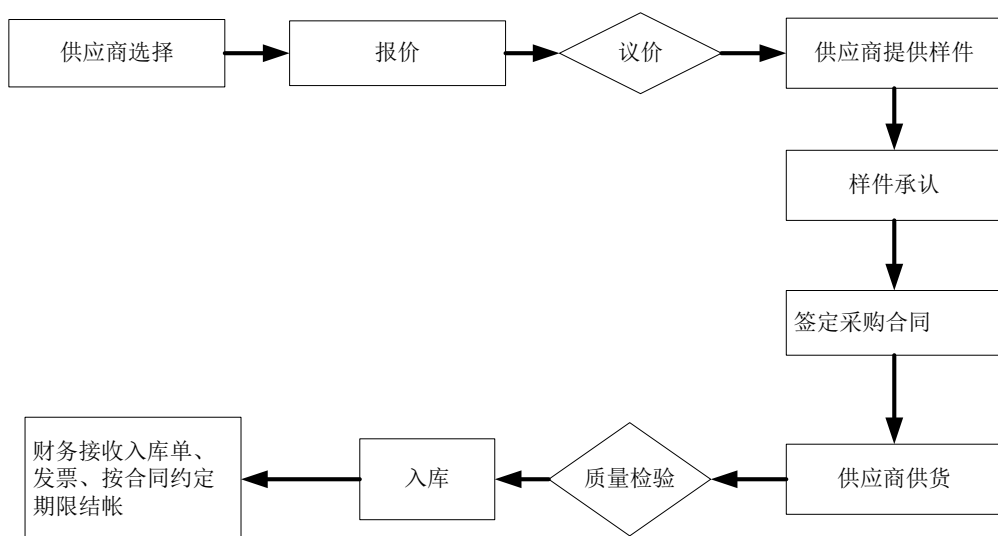 供应商选择
报价
议价
供应商提供样件
样件承认
签定采购合同
供应商供货
质量检验
入库
财务接收入库单、
发票、按合同约定
期限结帐